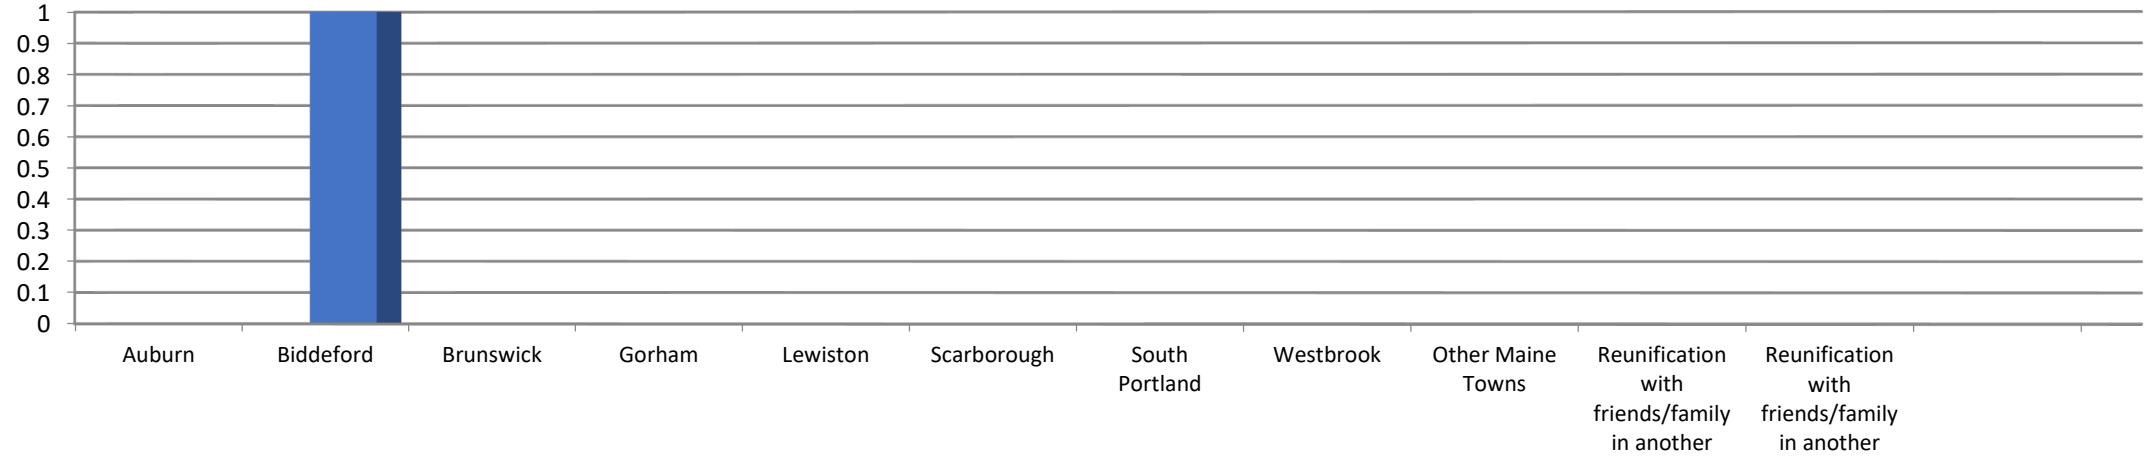 1
0.9
0.8
0.7
0.6
0.5
0.4
0.3
0.2
0.1
0
Auburn
Biddeford
Brunswick
Gorham
Lewiston
Scarborough
South
Portland
Westbrook
Other Maine
Towns
Reunification
with
friends/family
in another
Reunification
with
friends/family
in another